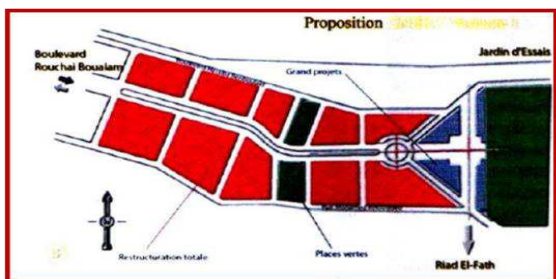 Proposition
Boulevard
Rouchai Boualam
Jardin d'Essais
Grand projets
Restructuration totale
Places vertes
Riad El-Fath